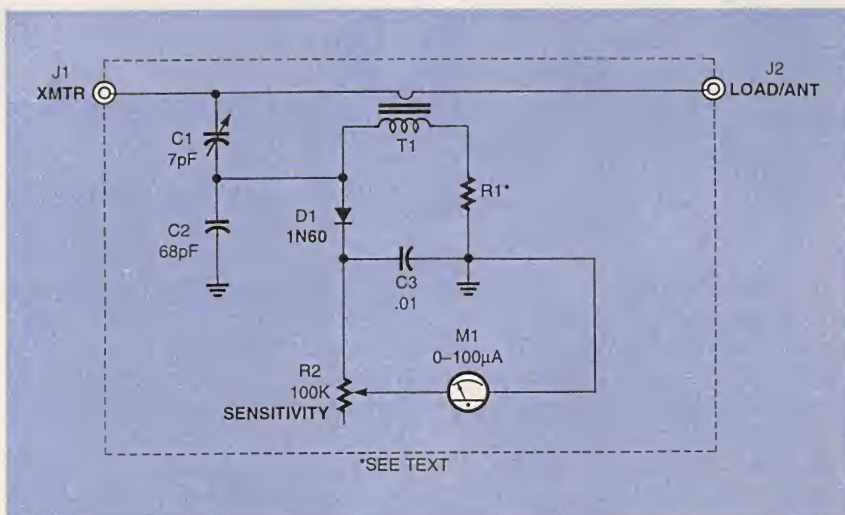 J1
XMTR
J2
LOAD/ANT
C1
7pF
T1
R1*
C2
68pF
D1
1N60
C3
.01
M1
0–100µA
R2
100K
SENSITIVITY
*SEE TEXT